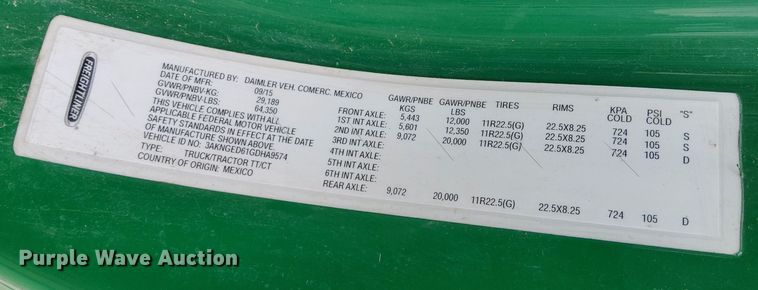 FREIGHTLINER
MANUFACTURED BY: DAIMLER VEH. COMERC. MEXICO
DATE OF MFR: 09/15
GVWR/PNBV-KG: 29,189
GVWR/PNBV-LBS: 64,350
THIS VEHICLE COMPLIES WITH ALL
APPLICABLE FEDERAL MOTOR VEHICLE
SAFETY STANDARDS IN EFFECT AT THE DATE
OF MANUFACTURE SHOWN ABOVE.
VEHICLE ID NO.: 3AKNGED61GDHA9574
TYPE: TRUCK/TRACTOR TT/CT
COUNTRY OF ORIGIN: MEXICO
GAWR/PNBE GAWR/PNBE TIRES RIMS KPA PSI "S"
KGS LBS COLD COLD
FRONT AXLE: 5,443 12,000 11R22.5(G) 22.5X8.25 724 105 S
1ST INT AXLE: 5,601 12,350 11R22.5(G) 22.5X8.25 724 105 S
2ND INT AXLE: 9,072 20,000 11R22.5(G) 22.5X8.25 724 105 D
3RD INT AXLE:
4TH INT AXLE:
5TH INT AXLE:
6TH INT AXLE:
REAR AXLE: 9,072 20,000 11R22.5(G) 22.5X8.25 724 105 D
Purple Wave Auction